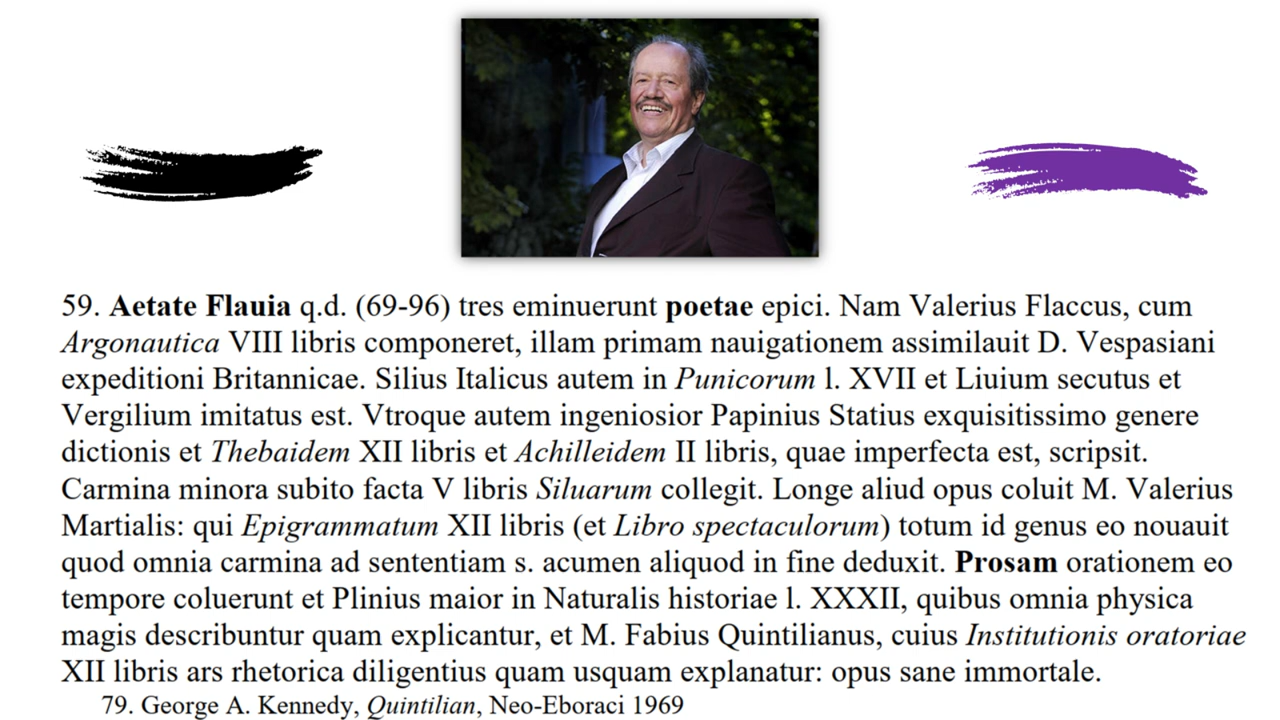 59. Aetate Flauia q.d. (69-96) tres eminuerunt poetae epici. Nam Valerius Flaccus, cum
Argonautica VIII libris componeret, illam primam nauigationem assimilauit D. Vespasiani
expeditioni Britannicae. Silius Italicus autem in Punicorum l. XVII et Liuium secutus et
Vergilium imitatus est. Vtroque autem ingeniosior Papinius Statius exquisitissimo genere
dictionis et Thebaidem XII libris et Achilleidem II libris, quae imperfecta est, scripsit.
Carmina minora subito facta V libris Siluarum collegit. Longe aliud opus coluit M. Valerius
Martialis: qui Epigrammatum XII libris (et Libro spectaculorum) totum id genus eo nouauit
quod omnia carmina ad sententiam s. acumen aliquod in fine deduxit. Prosam orationem eo
tempore coluerunt et Plinius maior in Naturalis historiae l. XXXII, quibus omnia physica
magis describuntur quam explicantur, et M. Fabius Quintilianus, cuius Institutionis oratoriae
XII libris ars rhetorica diligentius quam usquam explanatur: opus sane immortale.
79. George A. Kennedy, Quintilian, Neo-Eboraci 1969